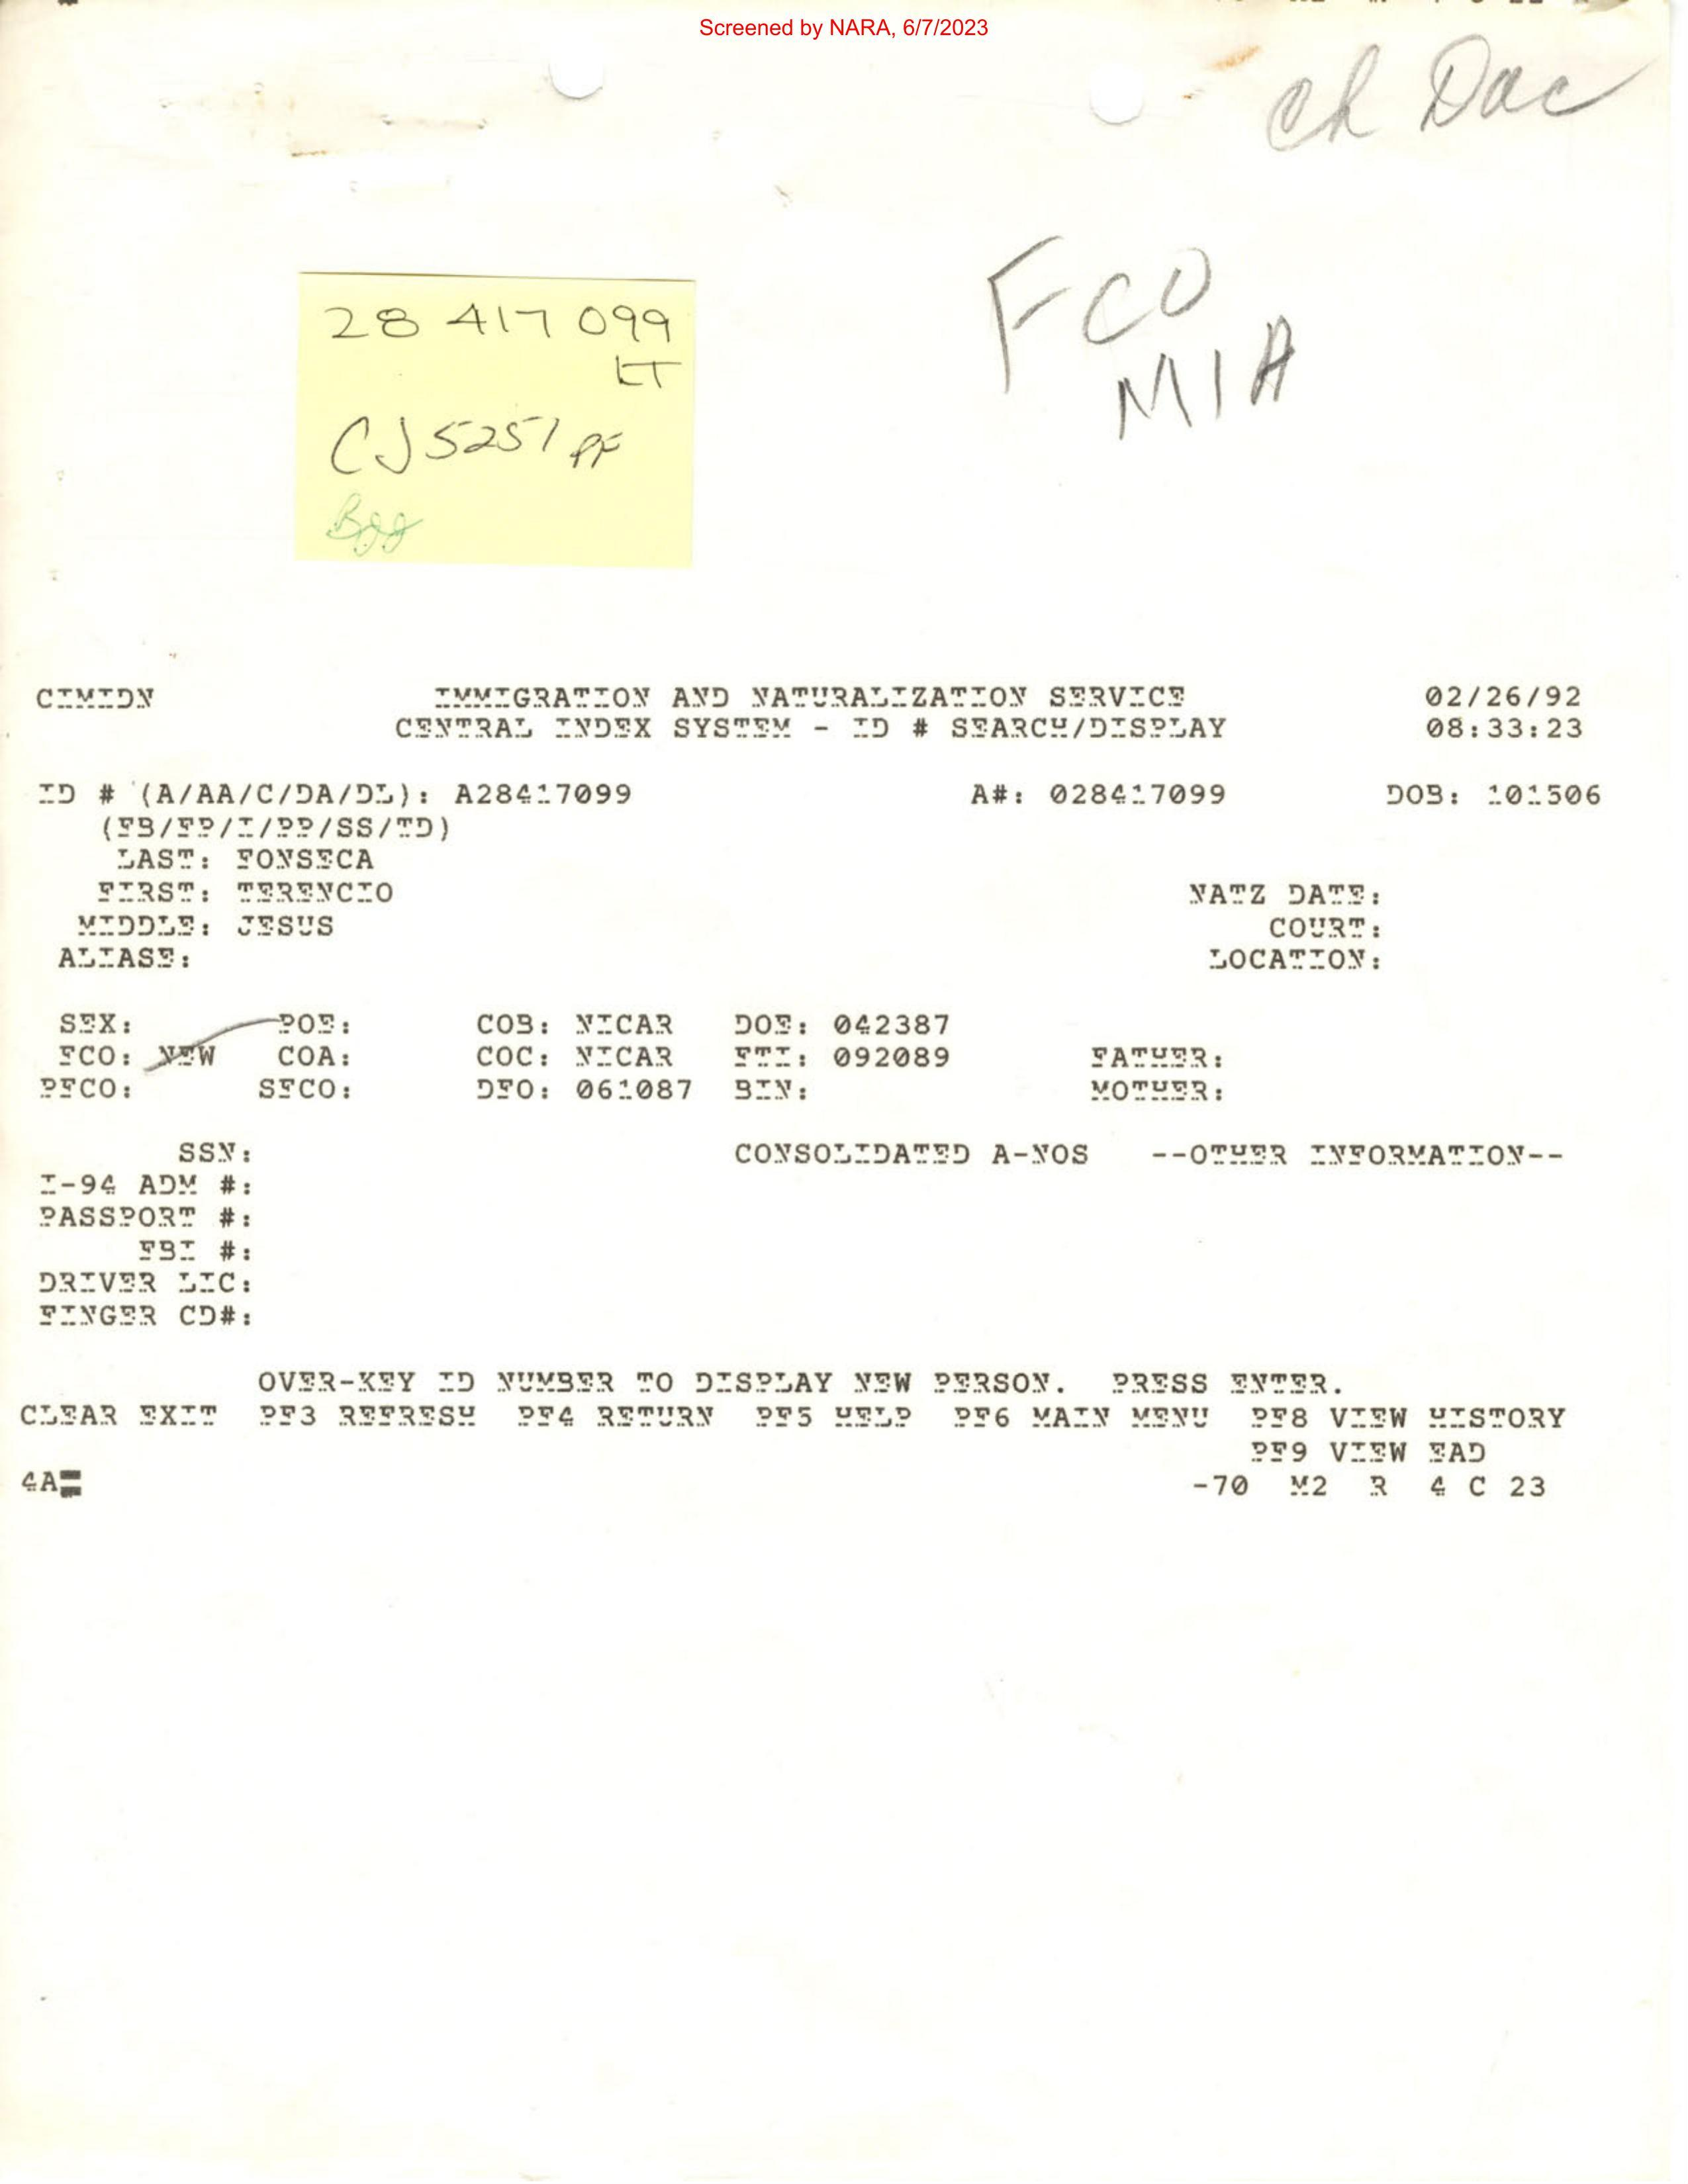 Screened by NARA, 6/7/2023
ch Doc
FCO
MIA
28 417 099
KT
CJ5251 PF
CIMIDN IMMIGRATION AND NATURALIZATION SERVICE 02/26/92
CENTRAL INDEX SYSTEM - ID # SEARCH/DISPLAY 08:33:23
ID # (A/AA/C/DA/DL): A28417099 A#: 028417099 DOB: 101506
(FB/FP/I/PP/SS/TD)
LAST: FONSECA
FIRST: TERENCIO NATZ DATE:
MIDDLE: JESUS COURT:
ALIASE: LOCATION:
SEX: POE: COB: NICAR DOE: 042387
FCO: NEW COA: COC: NICAR FTI: 092089 FATHER:
PFCO: SFCO: DFO: 061087 BIN: MOTHER:
SSN: CONSOLIDATED A-NOS --OTHER INFORMATION--
I-94 ADM #:
PASSPORT #:
FBI #:
DRIVER LIC:
FINGER CD#:
OVER-KEY ID NUMBER TO DISPLAY NEW PERSON. PRESS ENTER.
CLEAR EXIT PF3 REFRESH PF4 RETURN PF5 HELP PF6 MAIN MENU PF8 VIEW HISTORY
PF9 VIEW EAD
4A -70 M2 R 4 C 23